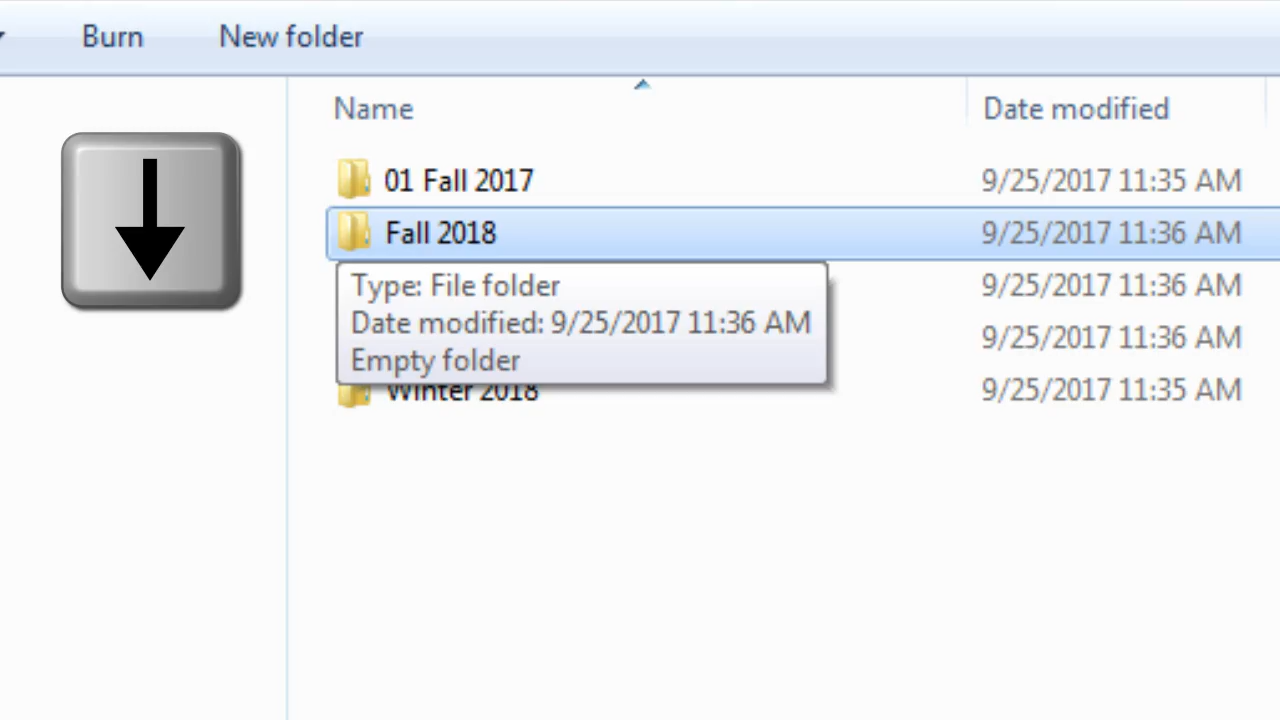 Burn New folder
Name Date modified
01 Fall 2017 9/25/2017 11:35 AM
Fall 2018 9/25/2017 11:36 AM
Type: File folder 9/25/2017 11:36 AM
Date modified: 9/25/2017 11:36 AM 9/25/2017 11:36 AM
Empty folder
Winter 2018 9/25/2017 11:35 AM